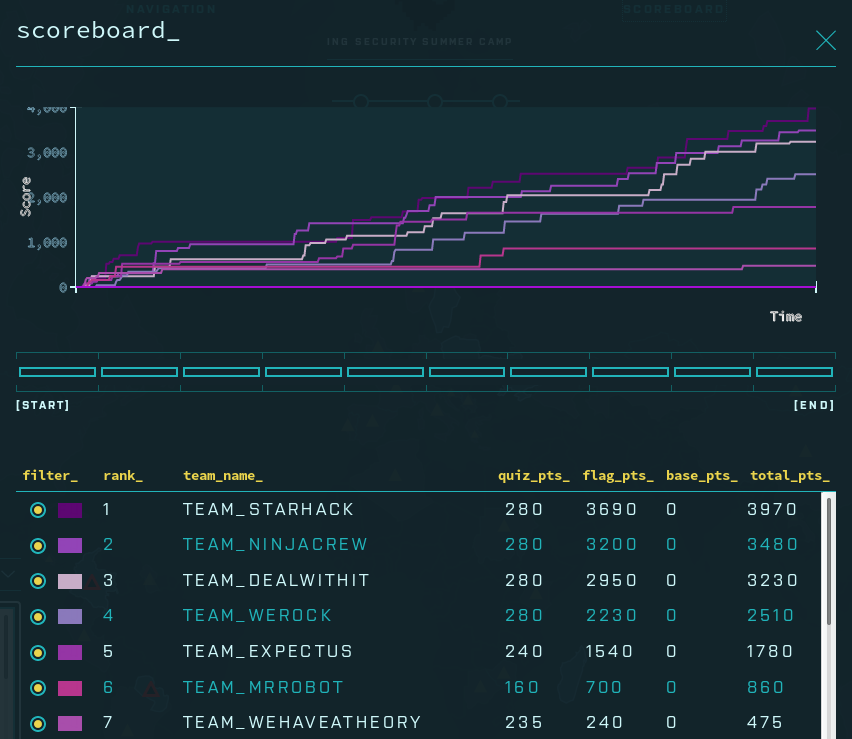 NAVIGATION SCOREBOARD
scoreboard_
ING SECURITY SUMMER CAMP
4,000
3,000
2,000
1,000
0
Score
Time
[START] [END]
filter_ rank_ team_name_ quiz_pts_ flag_pts_ base_pts_ total_pts_
1 TEAM_STARHACK 280 3690 0 3970
2 TEAM_NINJACREW 280 3200 0 3480
3 TEAM_DEALWITHIT 280 2950 0 3230
4 TEAM_WEROCK 280 2230 0 2510
5 TEAM_EXPECTUS 240 1540 0 1780
6 TEAM_MRROBOT 160 700 0 860
7 TEAM_WEHAVEATHEORY 235 240 0 475